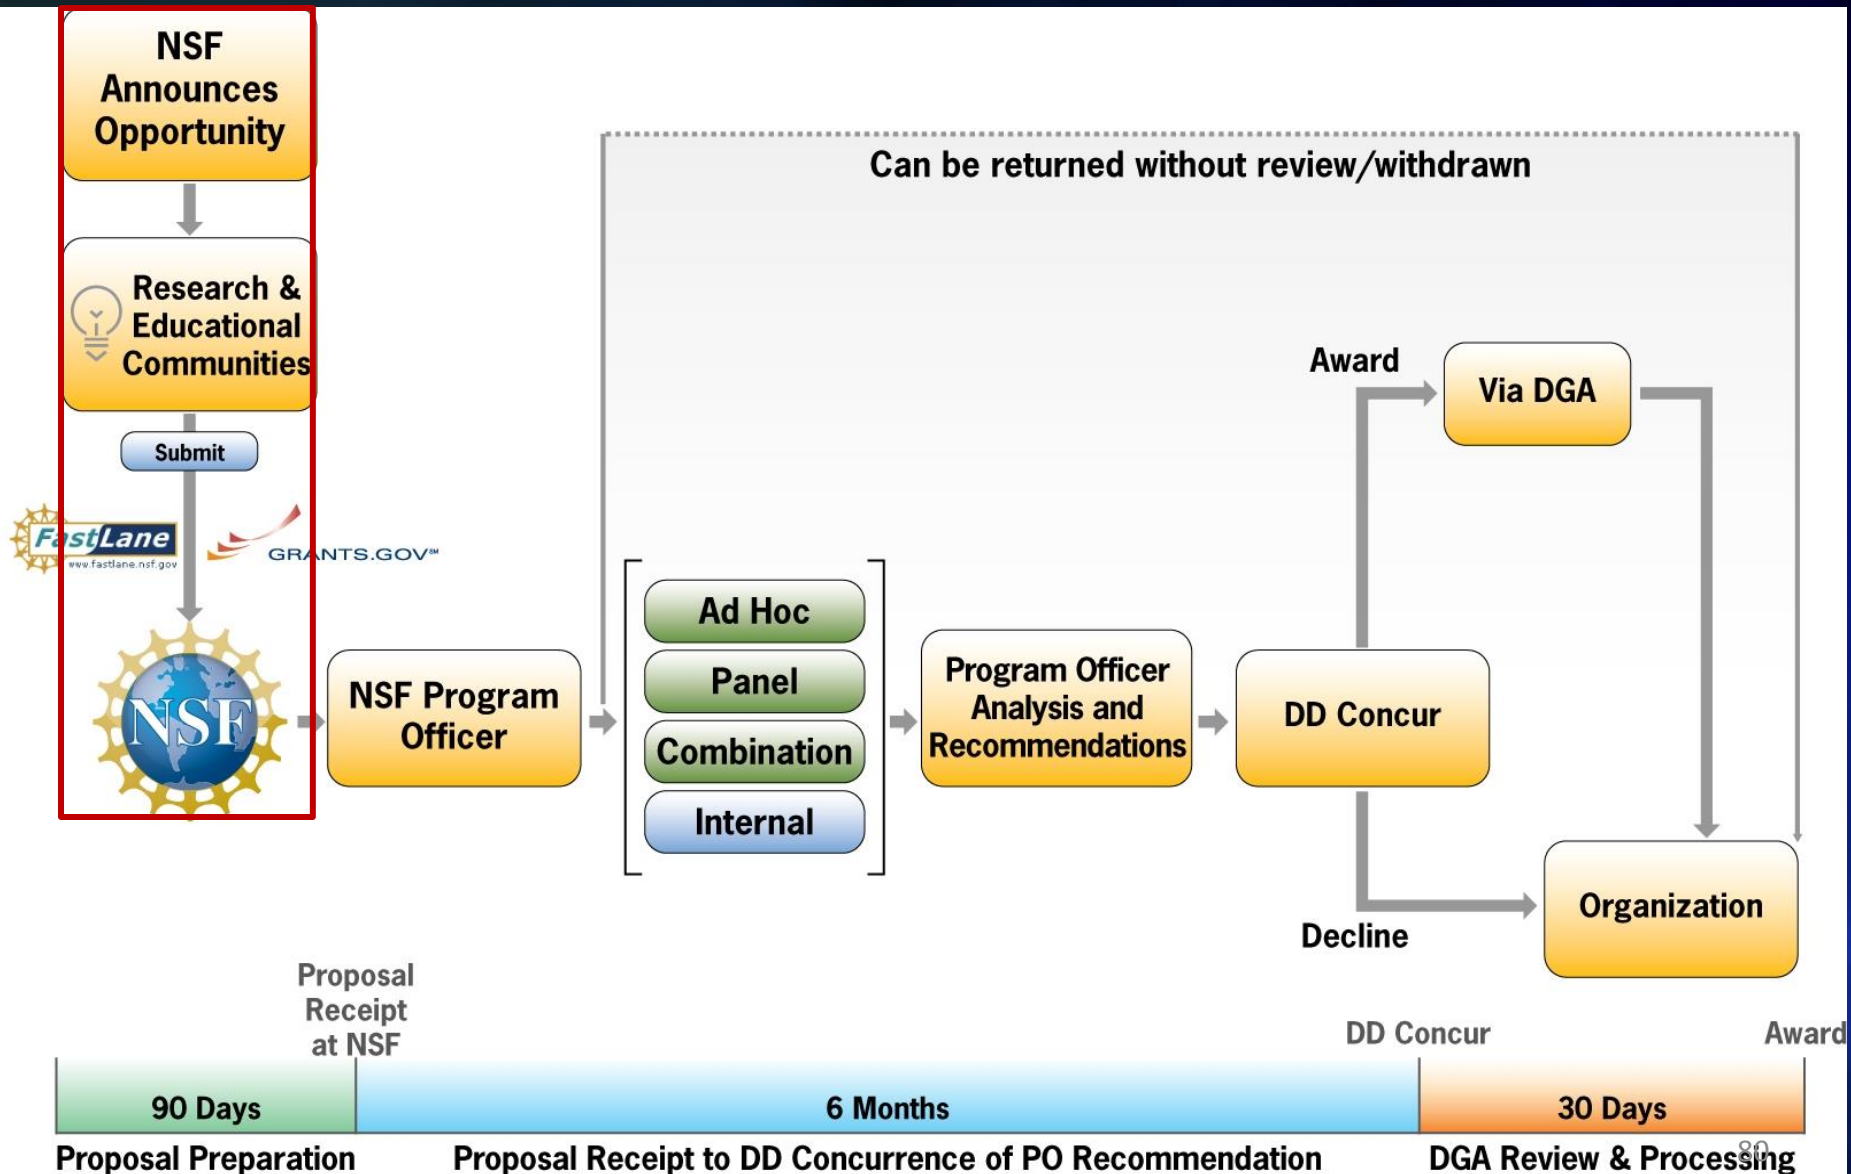 NSF
Announces
Opportunity
Can be returned without review/withdrawn
Research &
Educational
Communities
Submit
FastLane
www.fastlane.nsf.gov
GRANTS.GOV℠
NSF
NSF Program
Officer
Ad Hoc
Panel
Combination
Internal
Program Officer
Analysis and
Recommendations
DD Concur
Award
Via DGA
Decline
Organization
Proposal
Receipt
at NSF
DD Concur
Award
90 Days
6 Months
30 Days
Proposal Preparation
Proposal Receipt to DD Concurrence of PO Recommendation
DGA Review & Processing
80